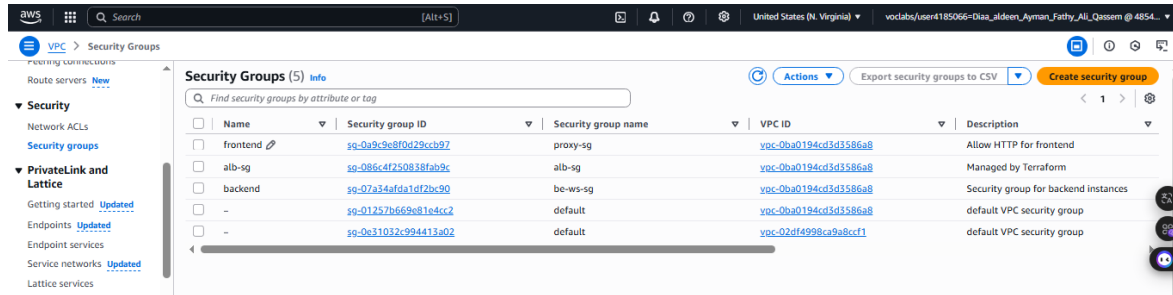 aws Search [Alt+S] United States (N. Virginia) ▼ voclabs/user4185066=Diaa_aldeen_Ayman_Fathy_Ali_Qassem @ 4854... ▼
VPC > Security Groups
Peering connections
Route servers New
Security
Network ACLs
Security groups
PrivateLink and
Lattice
Getting started Updated
Endpoints Updated
Endpoint services
Service networks Updated
Lattice services
Security Groups (5) Info Actions ▼ Export security groups to CSV ▼ Create security group
Find security groups by attribute or tag < 1 >
Name Security group ID Security group name VPC ID Description
frontend sg-0a9c9e8f0d29ccb97 proxy-sg vpc-0ba0194cd3d3586a8 Allow HTTP for frontend
alb-sg sg-086c4f250838fab9c alb-sg vpc-0ba0194cd3d3586a8 Managed by Terraform
backend sg-07a34afda1df2bc90 be-ws-sg vpc-0ba0194cd3d3586a8 Security group for backend instances
– sg-01257b669e81e4cc2 default vpc-0ba0194cd3d3586a8 default VPC security group
– sg-0e31032c994413a02 default vpc-02df4998ca9a8ccf1 default VPC security group